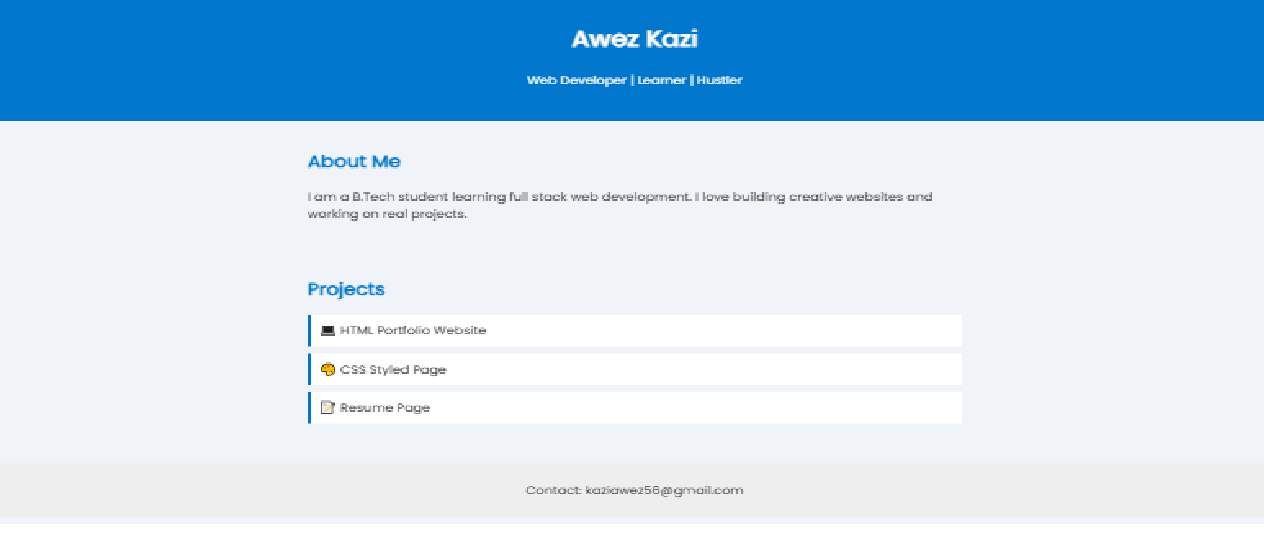 Awez Kazi
Web Developer | Learner | Hustler
About Me
I am a B.Tech student learning full stack web development. I love building creative websites and
working on real projects.
Projects
💻 HTML Portfolio Website
🎨 CSS Styled Page
📝 Resume Page
Contact: kaziawez56@gmail.com